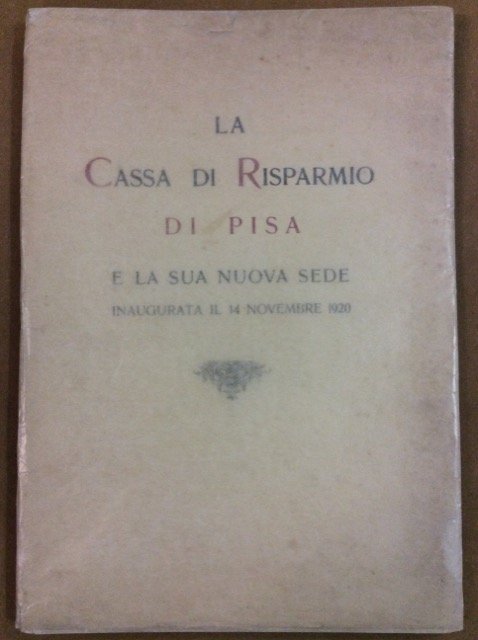 LA
CASSA DI RISPARMIO
DI PISA
E LA SUA NUOVA SEDE
INAUGURATA IL 14 NOVEMBRE 1920